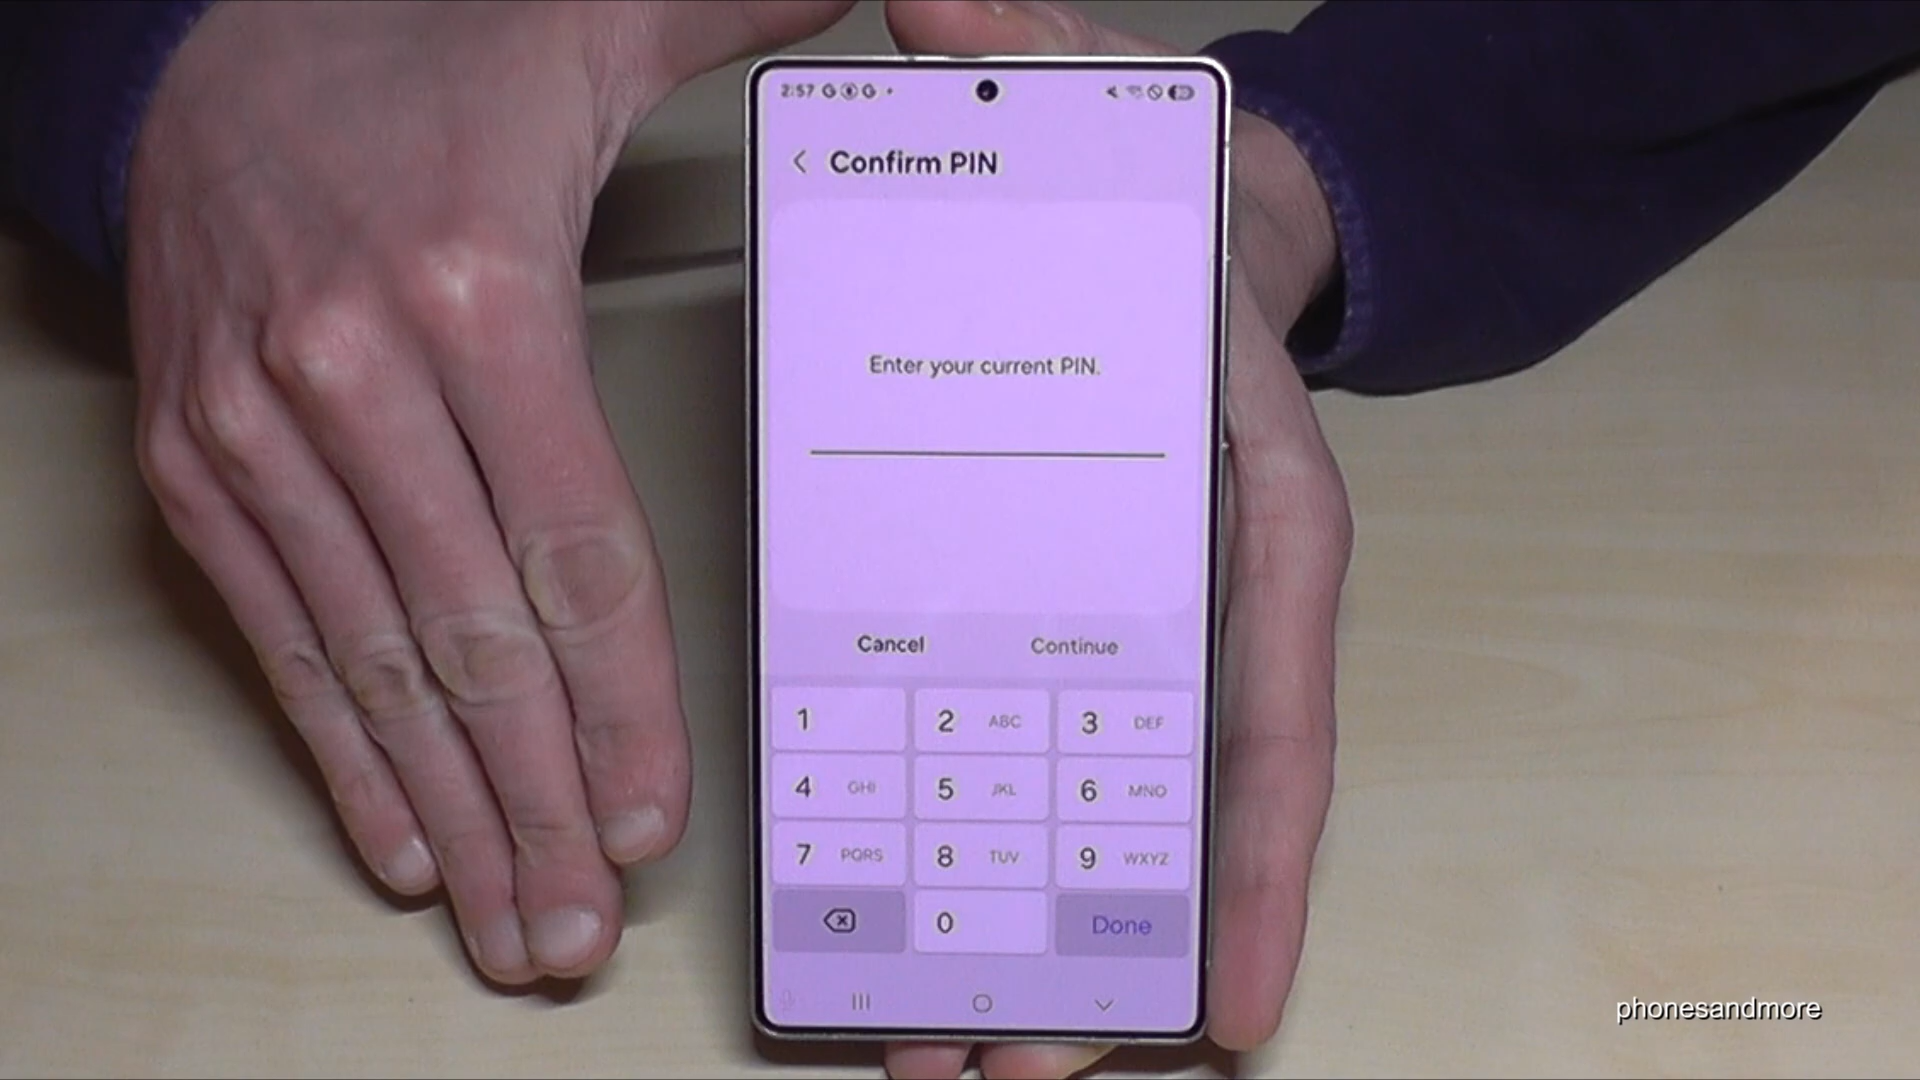 2:57 G G
Confirm PIN
Enter your current PIN.
Cancel Continue
1 2 ABC 3 DEF
4 GHI 5 JKL 6 MNO
7 PQRS 8 TUV 9 WXYZ
0 Done
phonesandmore